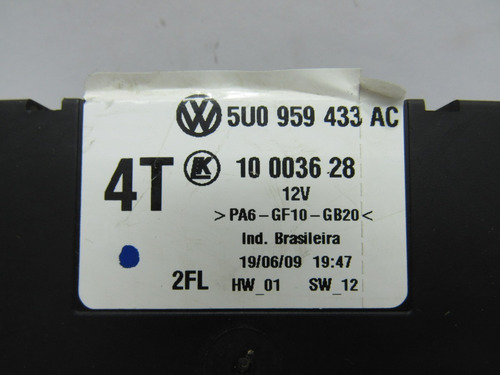 5U0 959 433 AC
4T LK 10 0036 28
12V
>PA6-GF10-GB20<
Ind. Brasileira
19/06/09 19:47
2FL HW_01 SW_12